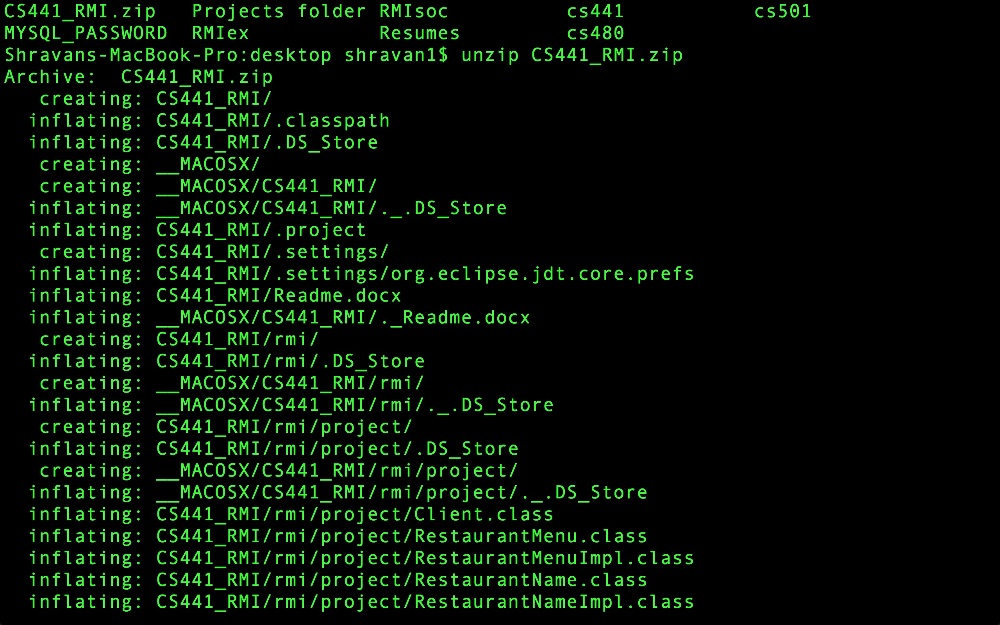 CS441_RMI.zip   Projects folder RMIsoc          cs441           cs501
MYSQL_PASSWORD  RMIex           Resumes         cs480
Shravans-MacBook-Pro:desktop shravan1$ unzip CS441_RMI.zip
Archive:  CS441_RMI.zip
   creating: CS441_RMI/
  inflating: CS441_RMI/.classpath
  inflating: CS441_RMI/.DS_Store
   creating: __MACOSX/
   creating: __MACOSX/CS441_RMI/
  inflating: __MACOSX/CS441_RMI/._.DS_Store
  inflating: CS441_RMI/.project
   creating: CS441_RMI/.settings/
  inflating: CS441_RMI/.settings/org.eclipse.jdt.core.prefs
  inflating: CS441_RMI/Readme.docx
  inflating: __MACOSX/CS441_RMI/._Readme.docx
   creating: CS441_RMI/rmi/
  inflating: CS441_RMI/rmi/.DS_Store
   creating: __MACOSX/CS441_RMI/rmi/
  inflating: __MACOSX/CS441_RMI/rmi/._.DS_Store
   creating: CS441_RMI/rmi/project/
  inflating: CS441_RMI/rmi/project/.DS_Store
   creating: __MACOSX/CS441_RMI/rmi/project/
  inflating: __MACOSX/CS441_RMI/rmi/project/._.DS_Store
  inflating: CS441_RMI/rmi/project/Client.class
  inflating: CS441_RMI/rmi/project/RestaurantMenu.class
  inflating: CS441_RMI/rmi/project/RestaurantMenuImpl.class
  inflating: CS441_RMI/rmi/project/RestaurantName.class
  inflating: CS441_RMI/rmi/project/RestaurantNameImpl.class